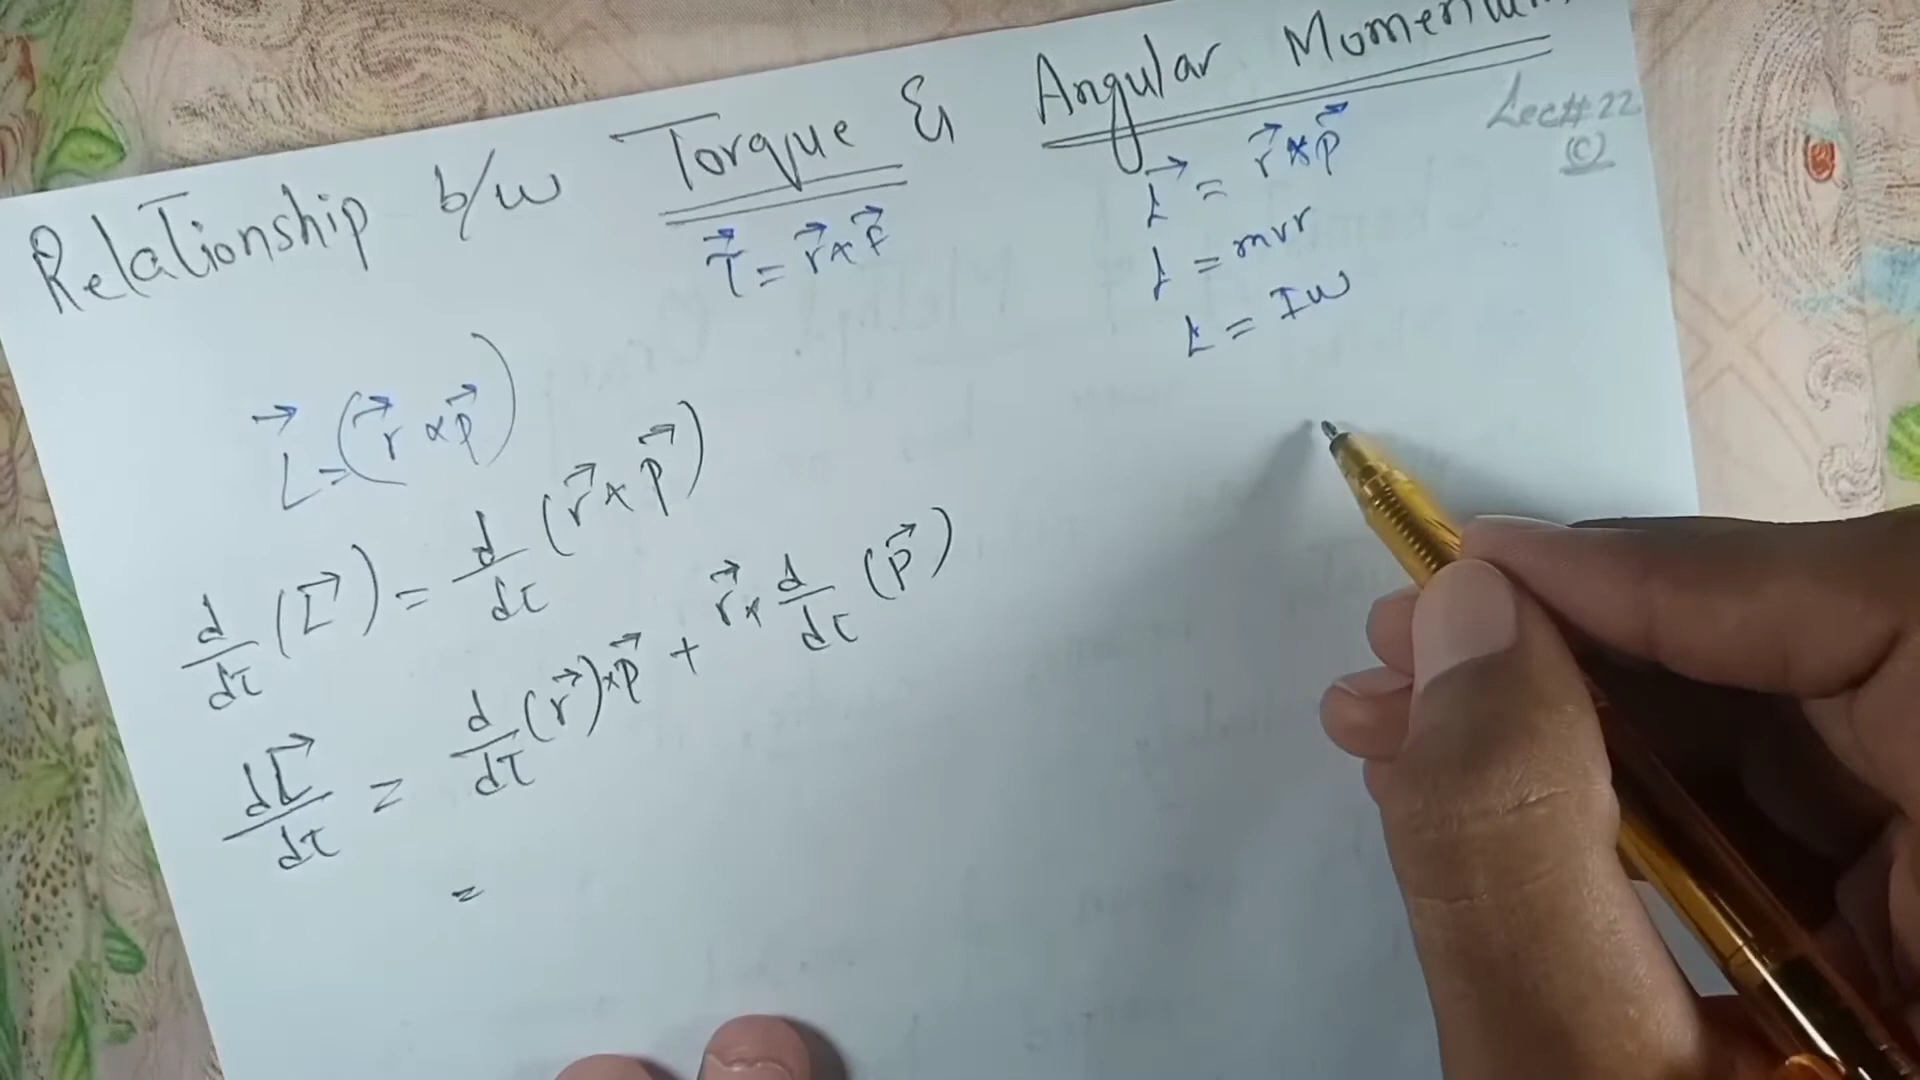 Relationship b/w Torque & Angular Momentum
Lec#22
©
τ⃗ = r⃗ × F⃗
L⃗ = r⃗ × p⃗
L = mvr
L = Iω
L⃗ = (r⃗ × p⃗)
d/dt (L⃗) = d/dt (r⃗ × p⃗)
dL⃗/dt = d/dt (r⃗) × p⃗ + r⃗ × d/dt (p⃗)
=